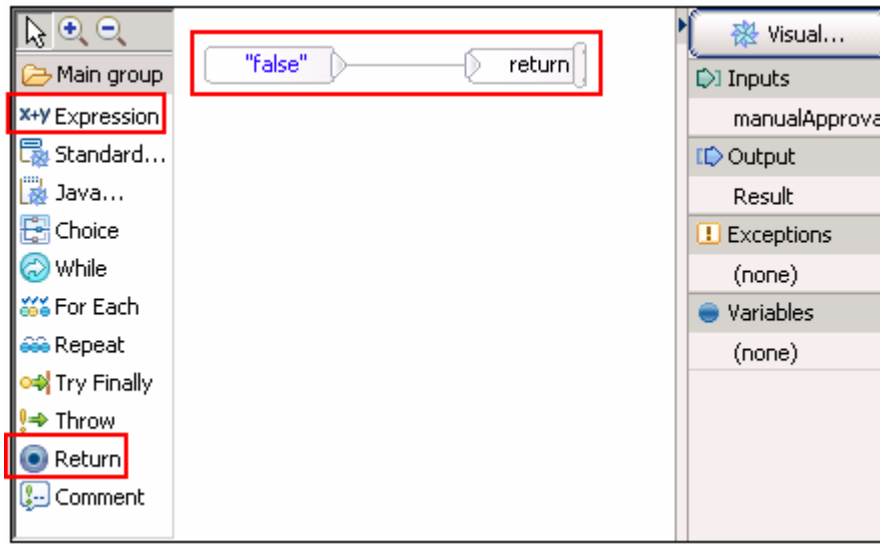 Main group
x+y Expression
Standard...
Java...
Choice
While
For Each
Repeat
Try Finally
Throw
Return
Comment
"false"
return
Visual...
Inputs
manualApprova
Output
Result
Exceptions
(none)
Variables
(none)